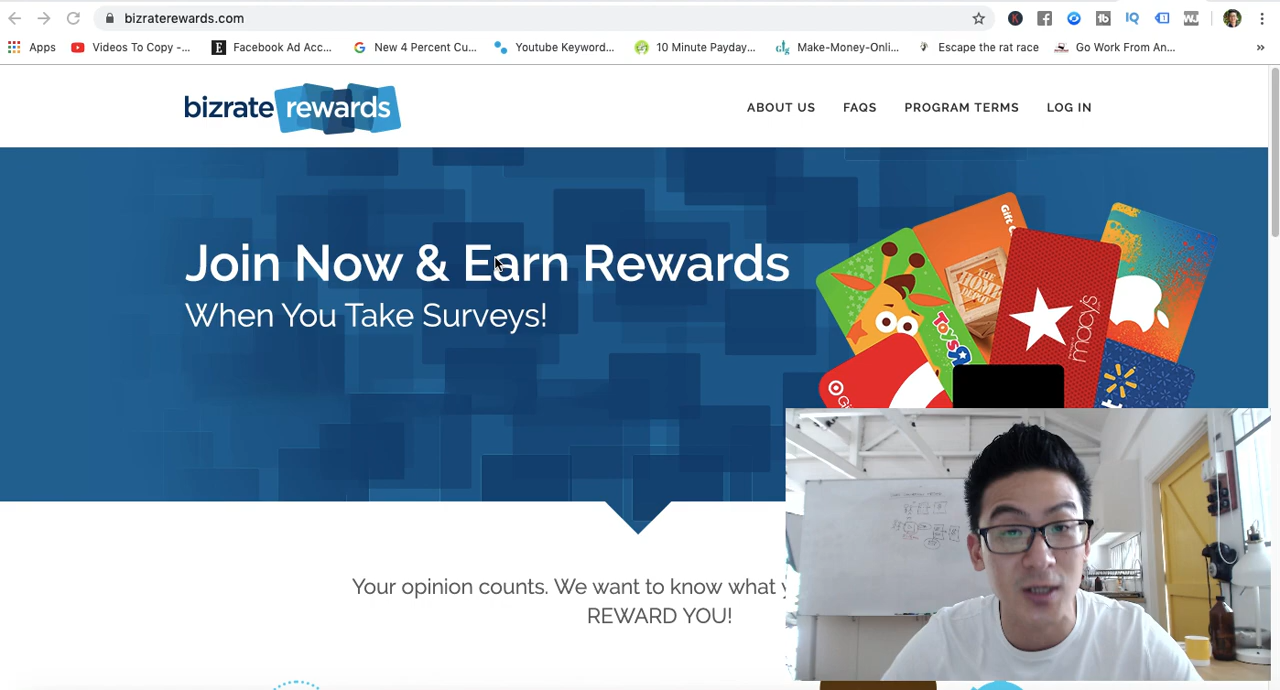 bizraterewards.com
Apps
Videos To Copy -...
Facebook Ad Acc...
New 4 Percent Cu...
Youtube Keyword...
10 Minute Payday...
Make-Money-Onli...
Escape the rat race
Go Work From An...
»
bizrate rewards
ABOUT US
FAQS
PROGRAM TERMS
LOG IN
Join Now & Earn Rewards
When You Take Surveys!
THE HOME DEPOT
macy's
Your opinion counts. We want to know what
REWARD YOU!